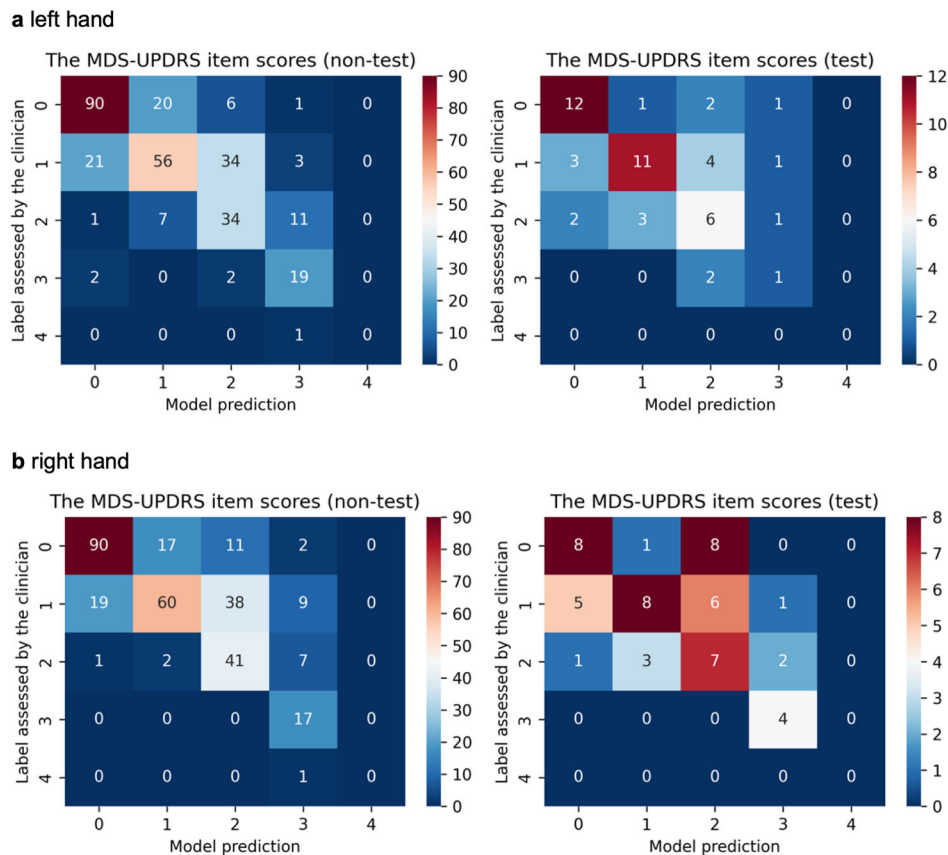 a left hand
The MDS-UPDRS item scores (non-test)
Label assessed by the clinician
0 90 20 6 1 0
1 21 56 34 3 0
2 1 7 34 11 0
3 2 0 2 19 0
4 0 0 0 1 0
0 1 2 3 4
Model prediction
90
80
70
60
50
40
30
20
10
0
The MDS-UPDRS item scores (test)
Label assessed by the clinician
0 12 1 2 1 0
1 3 11 4 1 0
2 2 3 6 1 0
3 0 0 2 1 0
4 0 0 0 0 0
0 1 2 3 4
Model prediction
12
10
8
6
4
2
0
b right hand
The MDS-UPDRS item scores (non-test)
Label assessed by the clinician
0 90 17 11 2 0
1 19 60 38 9 0
2 1 2 41 7 0
3 0 0 0 17 0
4 0 0 0 1 0
0 1 2 3 4
Model prediction
90
80
70
60
50
40
30
20
10
0
The MDS-UPDRS item scores (test)
Label assessed by the clinician
0 8 1 8 0 0
1 5 8 6 1 0
2 1 3 7 2 0
3 0 0 0 4 0
4 0 0 0 0 0
0 1 2 3 4
Model prediction
8
7
6
5
4
3
2
1
0